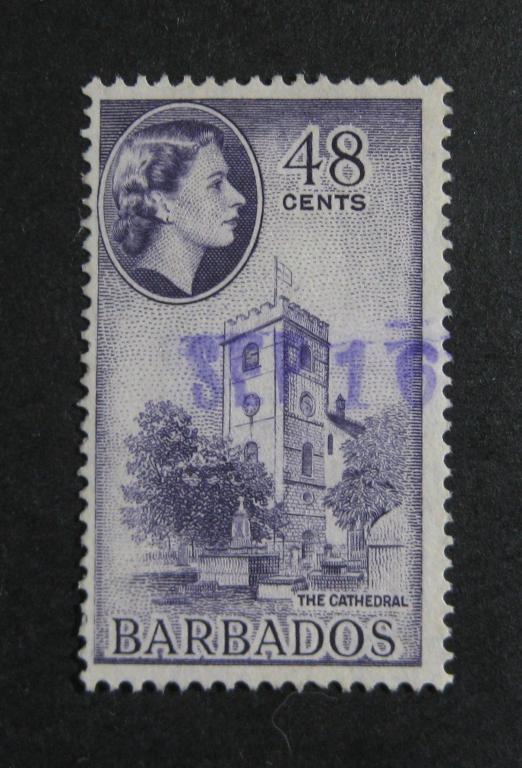 48
CENTS
SEP 16
THE CATHEDRAL
BARBADOS